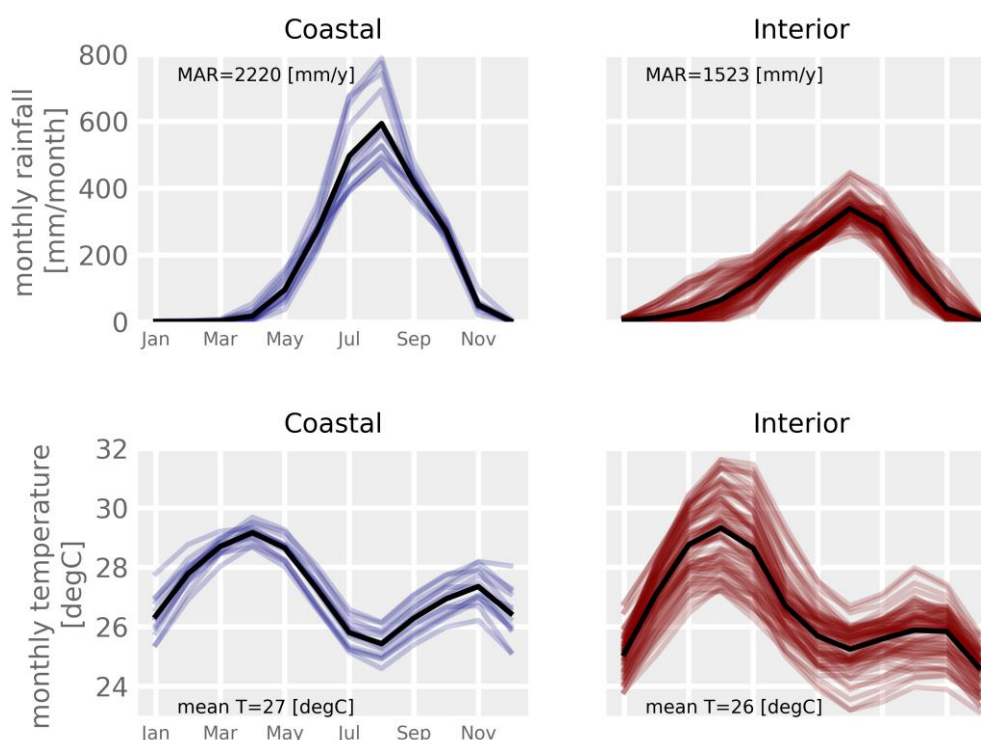 Coastal
Interior
monthly rainfall
[mm/month]
800
600
400
200
0
MAR=2220 [mm/y]
MAR=1523 [mm/y]
Jan Mar May Jul Sep Nov
Coastal
Interior
monthly temperature
[degC]
32
30
28
26
24
mean T=27 [degC]
mean T=26 [degC]
Jan Mar May Jul Sep Nov